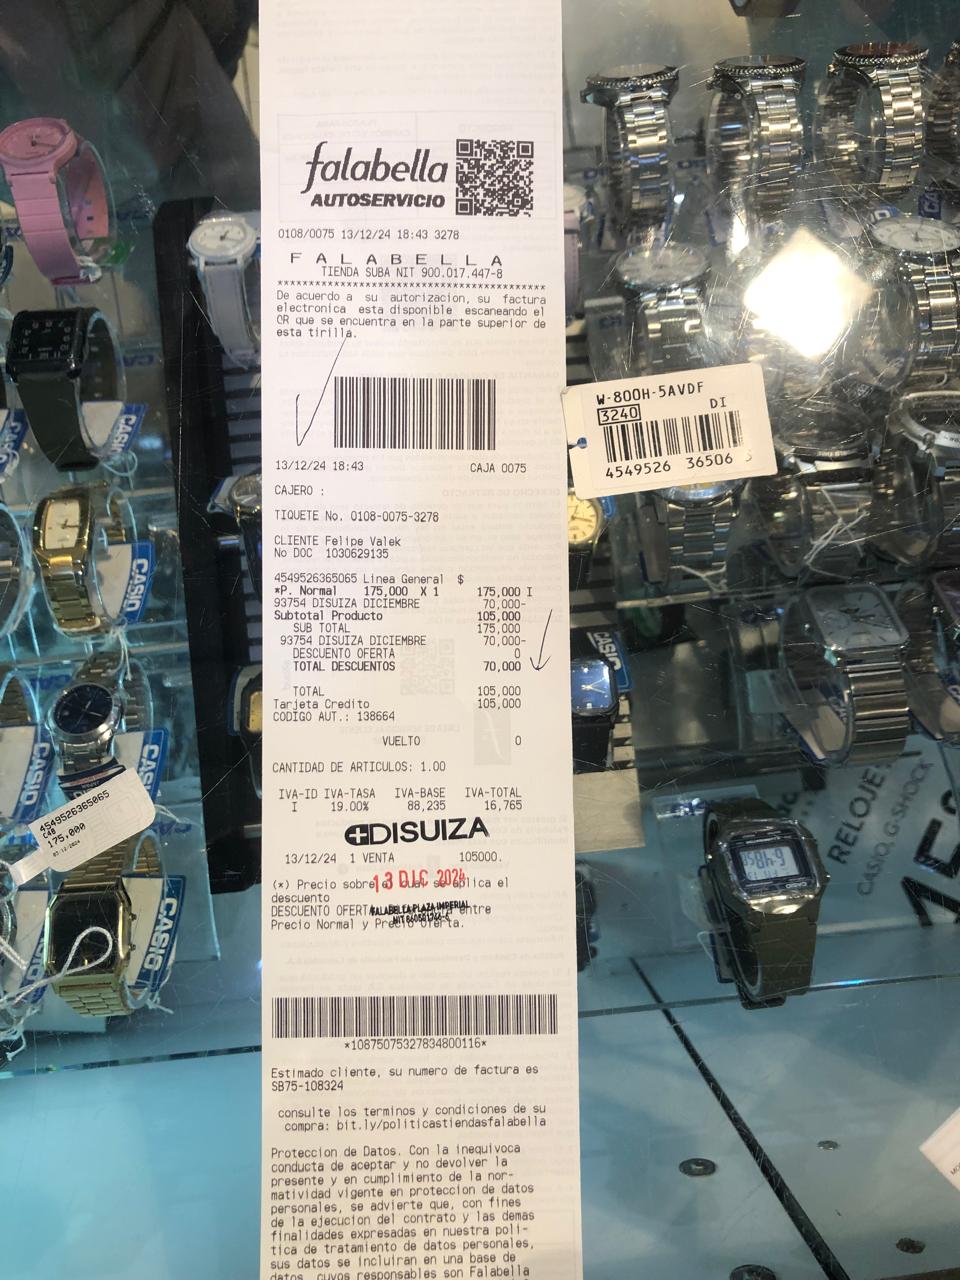 falabella
AUTOSERVICIO
0108/0075 13/12/24 18:43 3278
FALABELLA
TIENDA SUBA NIT 900.017.447-8
******************************************
De acuerdo a su autorizacion, su factura
electronica esta disponible escaneando el
QR que se encuentra en la parte superior de
esta tirilla.
13/12/24 18:43 CAJA 0075
CAJERO :
TIQUETE No. 0108-0075-3278
CLIENTE Felipe Valek
No DOC 1030629135
4549526365065 Linea General $
*P. Normal 175,000 X 1 175,000 I
93754 DISUIZA DICIEMBRE 70,000-
Subtotal Producto 105,000
SUB TOTAL 175,000
93754 DISUIZA DICIEMBRE 70,000-
DESCUENTO OFERTA 0
TOTAL DESCUENTOS 70,000
TOTAL 105,000
Tarjeta Credito 105,000
CODIGO AUT.: 138664
VUELTO 0
CANTIDAD DE ARTICULOS: 1.00
IVA-ID IVA-TASA IVA-BASE IVA-TOTAL
I 19.00% 88,235 16,765
DISUIZA
13/12/24 1 VENTA 105000.
13 DIC 2024
(*) Precio sobre el cual se aplica el
descuento
FALABELLA PLAZA IMPERIAL
DESCUENTO OFERTA entre
Precio Normal y Precio Oferta.
*10875075327834800116*
Estimado cliente, su numero de factura es
SB75-108324
consulte los terminos y condiciones de su
compra: bit.ly/politicastiendasfalabella
Proteccion de Datos. Con la inequivoca
conducta de aceptar y no devolver la
presente y en cumplimiento de la nor-
matividad vigente en proteccion de datos
personales, se advierte que, con fines
de la ejecucion del contrato y las demas
finalidades expresadas en nuestra poli-
tica de tratamiento de datos personales,
sus datos se incluiran en una base de
datos, cuyos responsables son Falabella
W-800H-5AVDF
3240 DI
4549526 36506
4549526365065
C48
175,000
03/12/2024
CASIO
CASIO
CASIO
CASIO
CASIO
CASIO
CASIO
RELOJE
CASIO, G-SHOCK